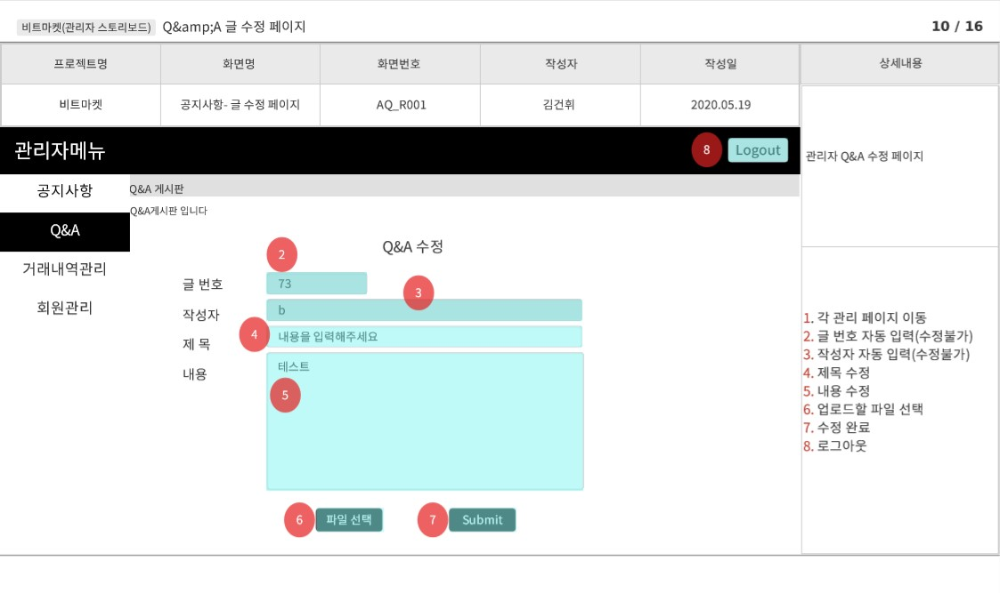 비트마켓(관리자 스토리보드) Q&amp;A 글 수정 페이지 10 / 16
프로젝트명 화면명 화면번호 작성자 작성일 상세내용
비트마켓 공지사항- 글 수정 페이지 AQ_R001 김건휘 2020.05.19
관리자메뉴 8 Logout
관리자 Q&A 수정 페이지
공지사항
Q&A
거래내역관리
회원관리
Q&A 게시판
Q&A게시판 입니다
Q&A 수정
2
글 번호 73
3
작성자 b
4
제 목 내용을 입력해주세요
내용 테스트
5
6 파일 선택 7 Submit
1. 각 관리 페이지 이동
2. 글 번호 자동 입력(수정불가)
3. 작성자 자동 입력(수정불가)
4. 제목 수정
5. 내용 수정
6. 업로드할 파일 선택
7. 수정 완료
8. 로그아웃